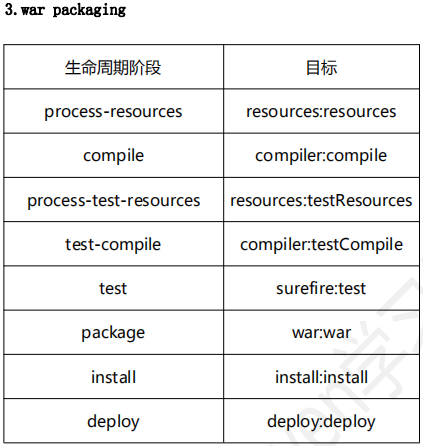 3.war packaging
生命周期阶段 目标
process-resources resources:resources
compile compiler:compile
process-test-resources resources:testResources
test-compile compiler:testCompile
test surefire:test
package war:war
install install:install
deploy deploy:deploy